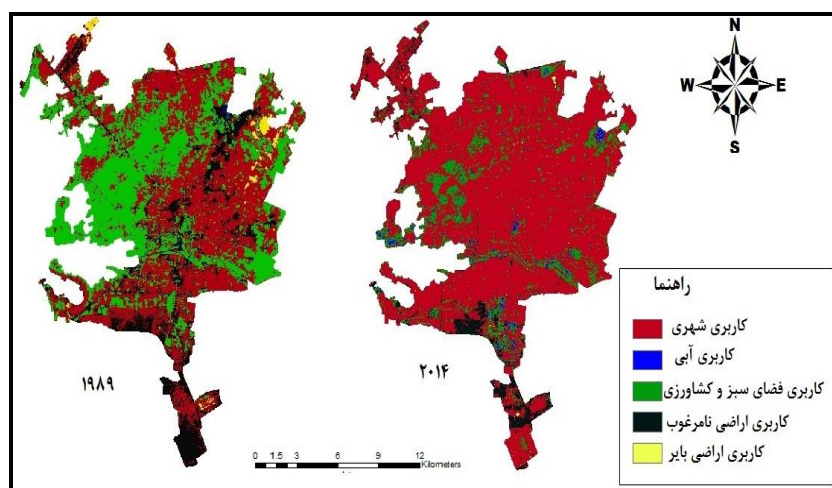 N
W E
S
راهنما
کاربری شهری
کاربری آبی
کاربری فضای سبز و کشاورزی
کاربری اراضی نامرغوب
کاربری اراضی بایر
۱۹۸۹
۲۰۱۴
0 1.5 3 6 9 12
Kilometers